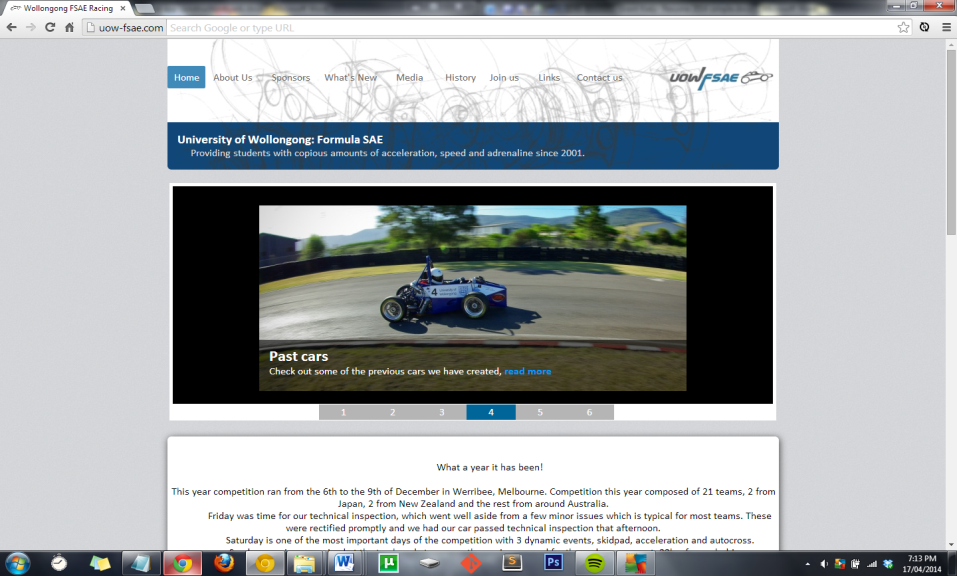 Wollongong FSAE Racing
uow-fsae.com Search Google or type URL
Home About Us Sponsors What's New Media History Join us Links Contact us UOW FSAE
University of Wollongong: Formula SAE
Providing students with copious amounts of acceleration, speed and adrenaline since 2001.
4
Past cars
Check out some of the previous cars we have created, read more
1 2 3 4 5 6
What a year it has been!
This year competition ran from the 6th to the 9th of December in Werribee, Melbourne. Competition this year composed of 21 teams, 2 from
Japan, 2 from New Zealand and the rest from around Australia.
Friday was time for our technical inspection, which went well aside from a few minor issues which is typical for most teams. These
were rectified promptly and we had our car passed technical inspection that afternoon.
Saturday is one of the most important days of the competition with 3 dynamic events, skidpad, acceleration and autocross.
W µ S Ps
7:13 PM
17/04/2014